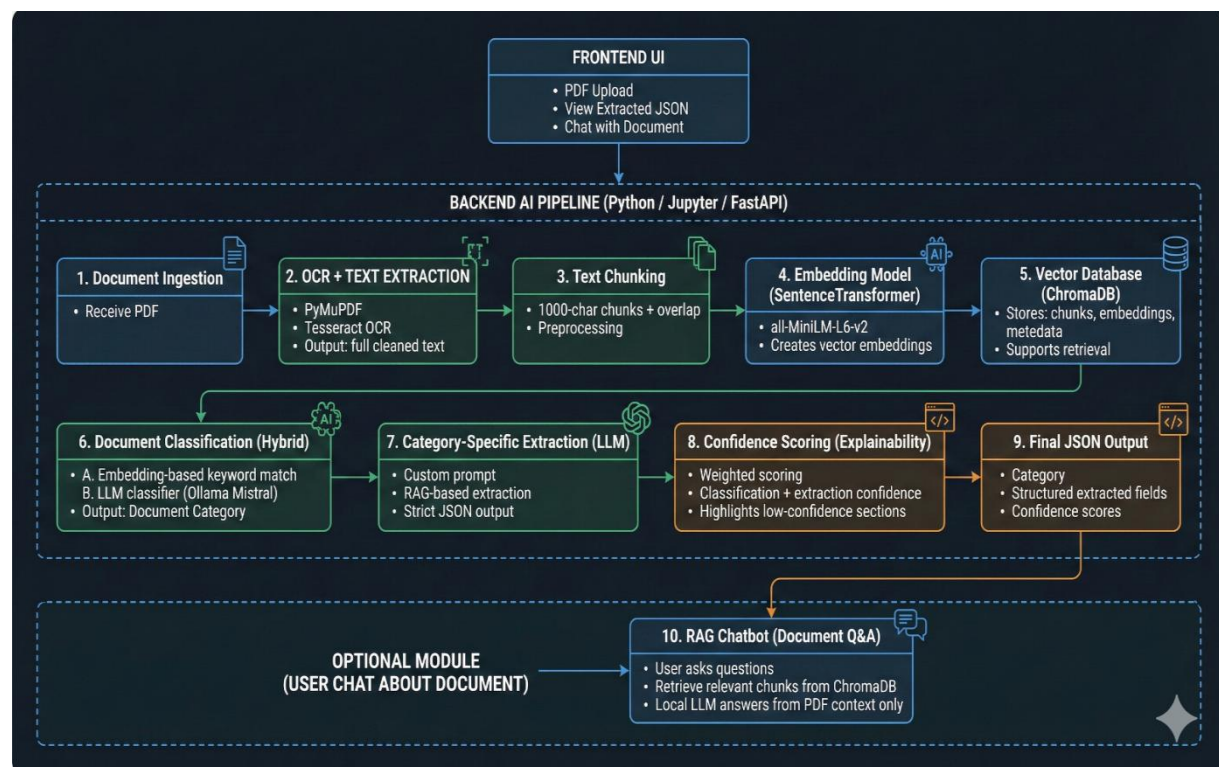 FRONTEND UI
• PDF Upload
• View Extracted JSON
• Chat with Document
BACKEND AI PIPELINE (Python / Jupyter / FastAPI)
1. Document Ingestion
• Receive PDF
2. OCR + TEXT EXTRACTION
• PyMuPDF
• Tesseract OCR
• Output: full cleaned text
3. Text Chunking
• 1000-char chunks + overlap
• Preprocessing
AI
4. Embedding Model
(SentenceTransformer)
• all-MiniLM-L6-v2
• Creates vector embeddings
5. Vector Database
(ChromaDB)
• Stores: chunks, embeddings,
metedata
• Supports retrieval
AI
6. Document Classification (Hybrid)
A. Embedding-based keyword match
B. LLM classifier (Ollama Mistral)
• Output: Document Category
7. Category-Specific Extraction (LLM)
• Custom prompt
• RAG-based extraction
• Strict JSON output
</>
8. Confidence Scoring (Explainability)
• Weighted scoring
• Classification + extraction confidence
• Highlights low-confidence sections
</>
9. Final JSON Output
• Category
• Structured extracted fields
• Confidence scores
OPTIONAL MODULE
(USER CHAT ABOUT DOCUMENT)
10. RAG Chatbot (Document Q&A)
• User asks questions
• Retrieve relevant chunks from ChromaDB
• Local LLM answers from PDF context only